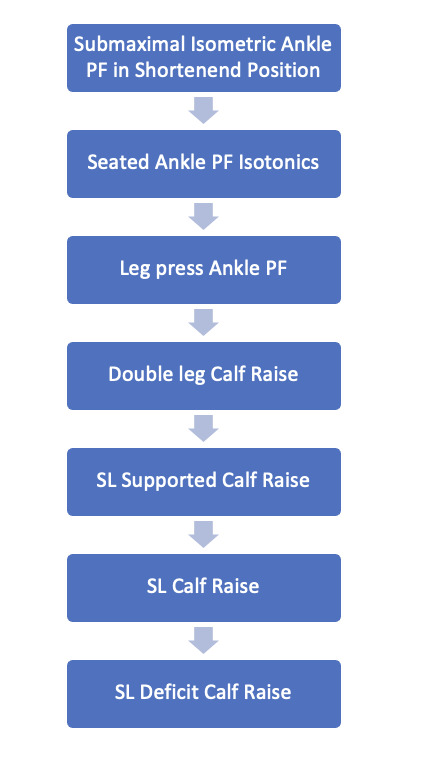 Submaximal Isometric Ankle
PF in Shortenend Position
Seated Ankle PF Isotonics
Leg press Ankle PF
Double leg Calf Raise
SL Supported Calf Raise
SL Calf Raise
SL Deficit Calf Raise